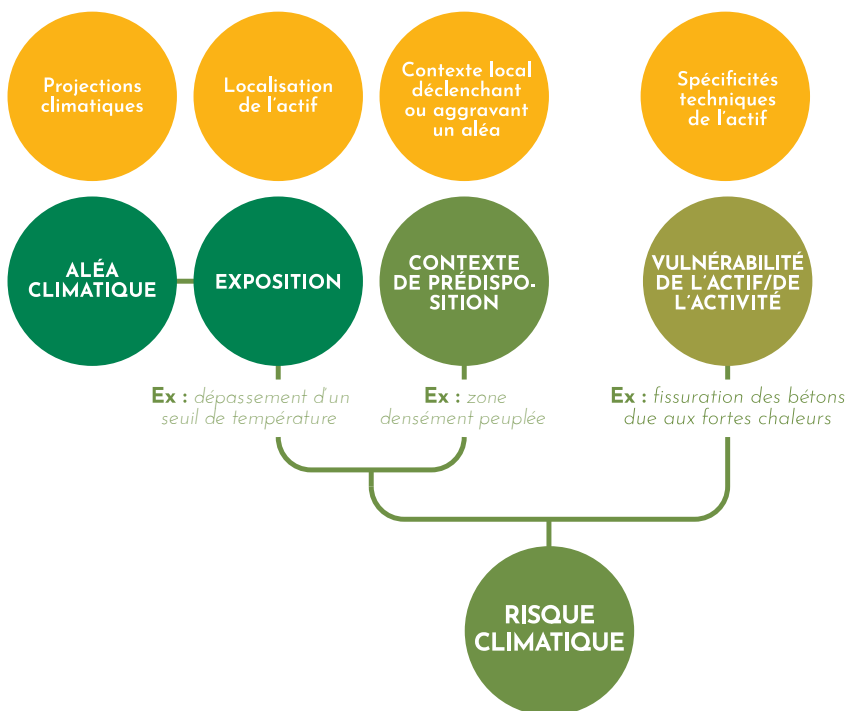 Projections
climatiques
Localisation
de l'actif
Contexte local
déclenchant
ou aggravant
un aléa
Spécificités
techniques
de l'actif
ALÉA
CLIMATIQUE
EXPOSITION
CONTEXTE
DE PRÉDISPO-
SITION
VULNÉRABILITÉ
DE L'ACTIF/DE
L'ACTIVITÉ
Ex : dépassement d'un
seuil de température
Ex : zone
densément peuplée
Ex : fissuration des bétons
due aux fortes chaleurs
RISQUE
CLIMATIQUE